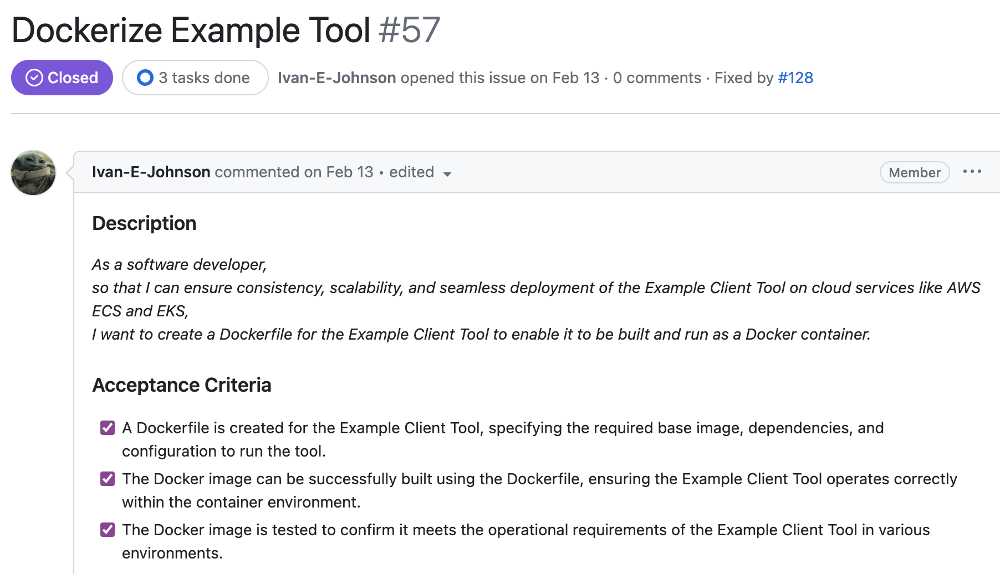 Dockerize Example Tool #57
Closed 3 tasks done Ivan-E-Johnson opened this issue on Feb 13 · 0 comments · Fixed by #128
Ivan-E-Johnson commented on Feb 13 • edited Member ···
Description
As a software developer,
so that I can ensure consistency, scalability, and seamless deployment of the Example Client Tool on cloud services like AWS
ECS and EKS,
I want to create a Dockerfile for the Example Client Tool to enable it to be built and run as a Docker container.
Acceptance Criteria
A Dockerfile is created for the Example Client Tool, specifying the required base image, dependencies, and
configuration to run the tool.
The Docker image can be successfully built using the Dockerfile, ensuring the Example Client Tool operates correctly
within the container environment.
The Docker image is tested to confirm it meets the operational requirements of the Example Client Tool in various
environments.